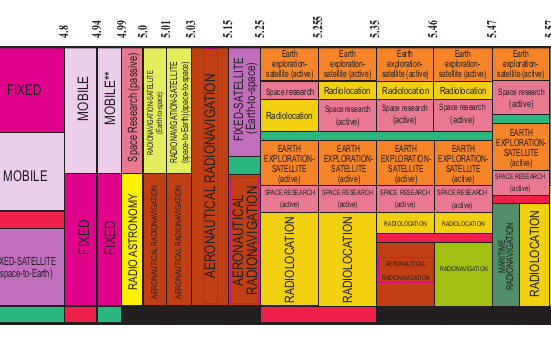 4.8
4.94
4.99
5.0
5.01
5.03
5.15
5.25
5.255
5.35
5.46
5.47
5.57
FIXED
MOBILE
XED-SATELLITE
space-to-Earth)
MOBILE
FIXED
MOBILE**
FIXED
Space Research (passive)
RADIO ASTRONOMY
RADIONAVIGATION-SATELLITE
(Earth-to-space)
AERONAUTICAL RADIONAVIGATION
RADIONAVIGATION-SATELLITE
(space-to-Earth)(space-to-space)
AERONAUTICAL RADIONAVIGATION
AERONAUTICAL RADIONAVIGATION
FIXED-SATELLITE
(Earth-to-space)
AERONAUTICAL
RADIONAVIGATION
Earth
exploration-
satellite (active)
Space research
Radiolocation
EARTH
EXPLORATION-
SATELLITE
(active)
SPACE RESEARCH
(active)
RADIOLOCATION
Earth
exploration-
satellite (active)
Radiolocation
Space research
(active)
EARTH
EXPLORATION-
SATELLITE
(active)
SPACE RESEARCH
(active)
RADIOLOCATION
Earth
exploration-
satellite (active)
Radiolocation
Space research
(active)
EARTH
EXPLORATION-
SATELLITE
(active)
SPACE RESEARCH
(active)
RADIOLOCATION
AERONAUTICAL
RADIONAVIGATION
Earth
exploration-
satellite (active)
Radiolocation
Space research
(active)
EARTH
EXPLORATION-
SATELLITE
(active)
SPACE RESEARCH
(active)
RADIOLOCATION
RADIONAVIGATION
Earth
exploration-
satellite (active)
Space research
(active)
EARTH
EXPLORATION-
SATELLITE
(active)
SPACE RESEARCH
(active)
MARITIME
RADIONAVIGATION
RADIOLOCATION